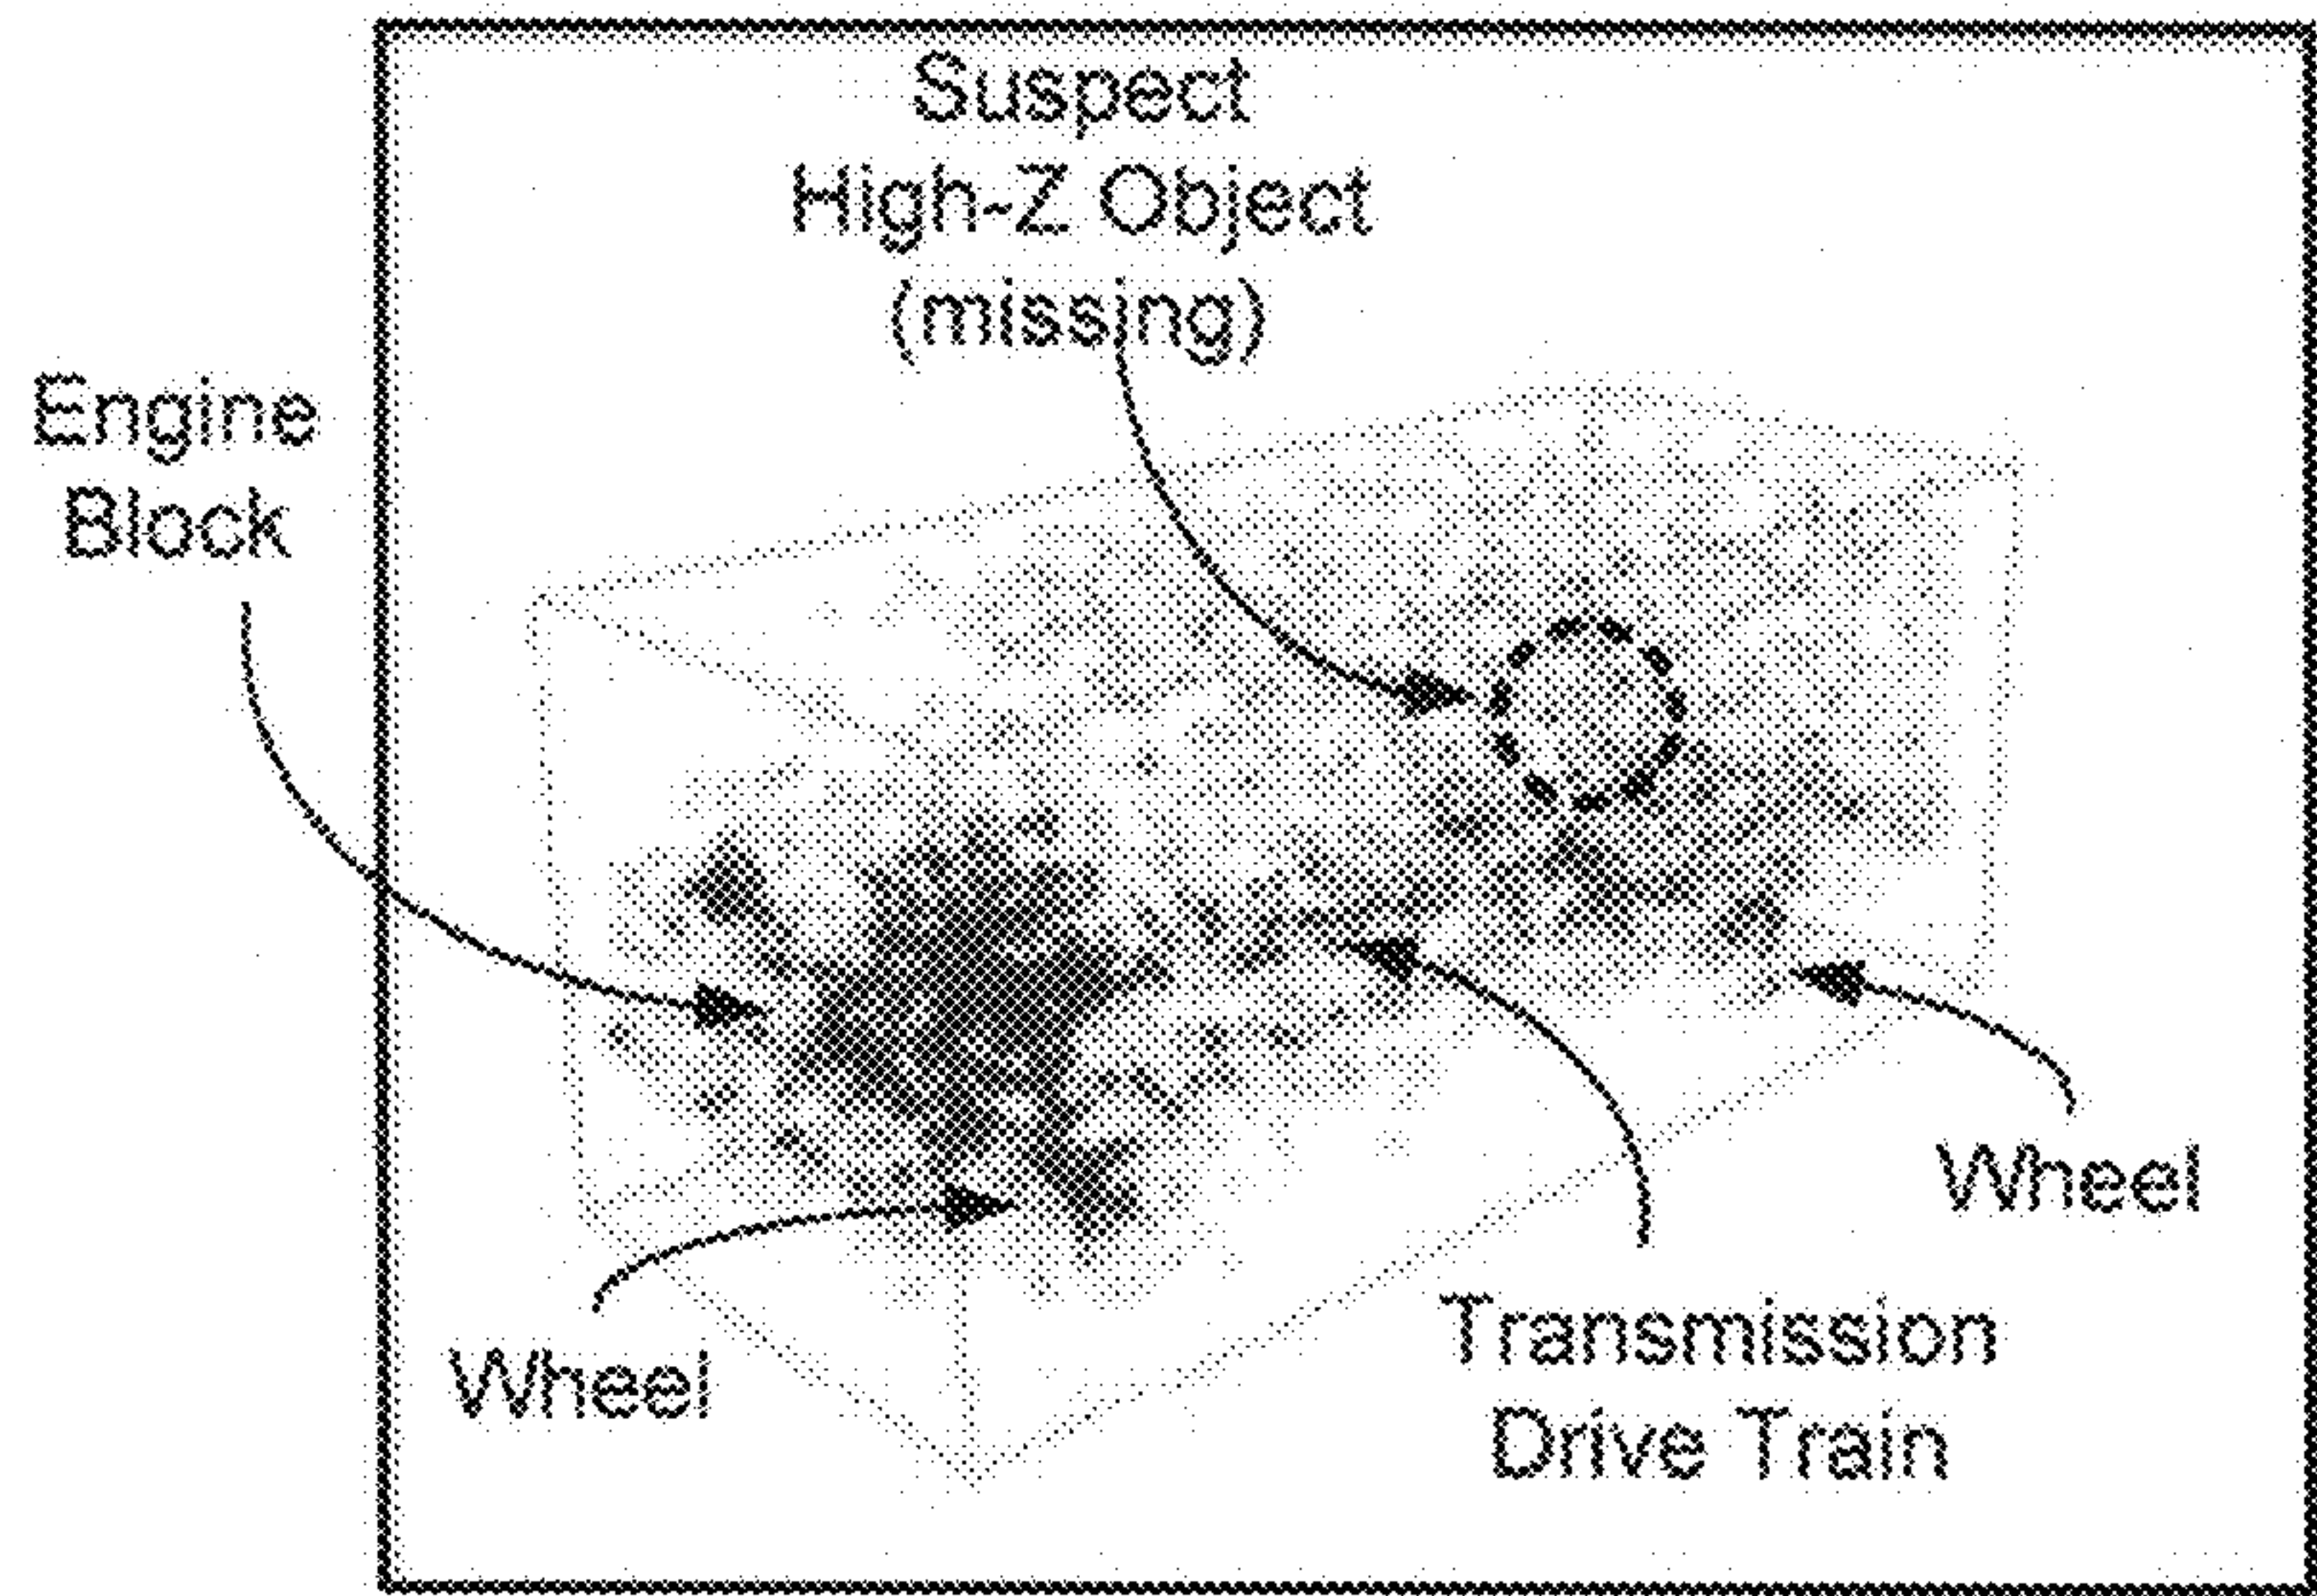 Suspect
High-Z Object
(missing)
Engine
Block
Wheel
Transmission
Drive Train
Wheel